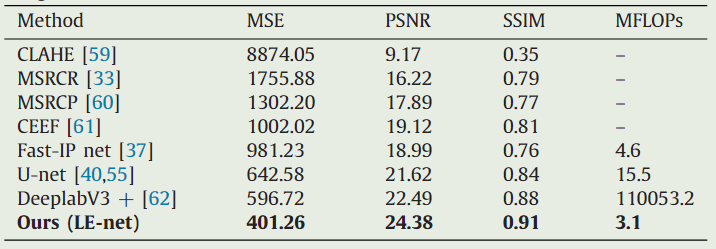 Method MSE PSNR SSIM MFLOPs
CLAHE [59] 8874.05 9.17 0.35 –
MSRCR [33] 1755.88 16.22 0.79 –
MSRCP [60] 1302.20 17.89 0.77 –
CEEF [61] 1002.02 19.12 0.81 –
Fast-IP net [37] 981.23 18.99 0.76 4.6
U-net [40,55] 642.58 21.62 0.84 15.5
DeeplabV3 + [62] 596.72 22.49 0.88 110053.2
Ours (LE-net) 401.26 24.38 0.91 3.1